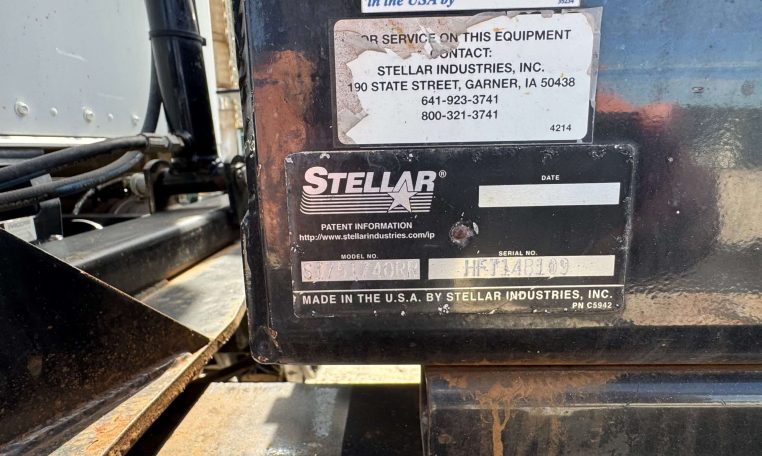 in the USA by
OR SERVICE ON THIS EQUIPMENT
CONTACT:
STELLAR INDUSTRIES, INC.
190 STATE STREET, GARNER, IA 50438
641-923-3741
800-321-3741
4214
STELLAR®
DATE
PATENT INFORMATION
http://www.stellarindustries.com/ip
MODEL NO.
SERIAL NO.
HFT148109
MADE IN THE U.S.A. BY STELLAR INDUSTRIES, INC.
PN C5942